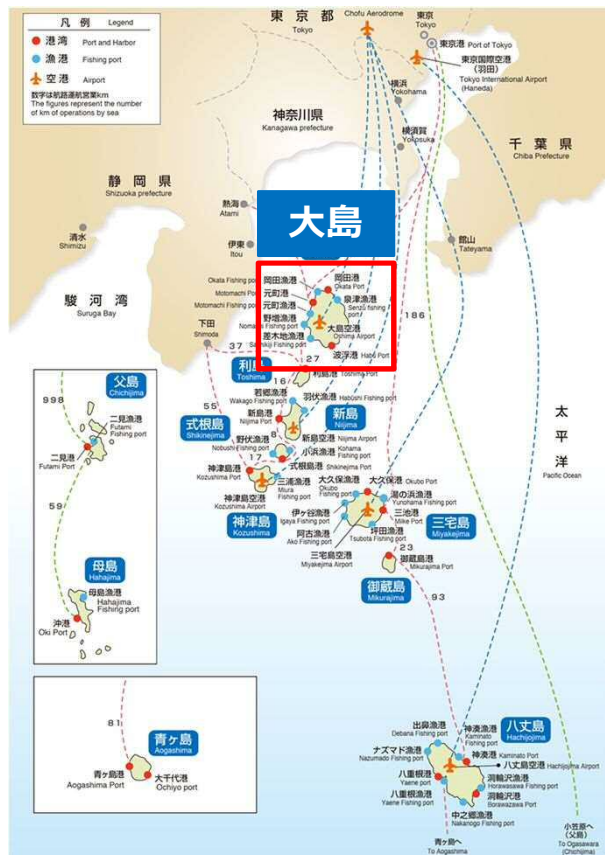 凡例 Legend
港湾 Port and Harbor
漁港 Fishing port
空港 Airport
数字は航路運航営業km
The figures represent the number
of km of operations by sea
東京都
Tokyo
Chofu Aerodrome
東京
Tokyo
東京港 Port of Tokyo
東京国際空港
(羽田)
Tokyo International Airport
(Haneda)
横浜
Yokohama
神奈川県
Kanagawa prefecture
横須賀
Yokosuka
千葉県
Chiba Prefecture
静岡県
Shizuoka prefecture
熱海
Atami
伊東
Itou
清水
Shimizu
館山
Tateyama
駿河湾
Suruga Bay
下田
Shimoda
大島
岡田漁港
Okata Fishing port
岡田港
Okata Port
元町港
Motomachi Port
元町漁港
Motomachi Fishing port
泉津漁港
Senzu fishing port
野増漁港
大島空港
Oshima Airport
差木地漁港
波浮港 Habu Port
186
37
27
利島
Toshima
利島港
Toshima Port
16
55
若郷漁港
Wakago Fishing port
羽伏漁港
Habushi Fishing port
新島港
Niijima Port
新島
Niijima
新島空港 Niijima Airport
式根島
Shikinejima
8
野伏漁港
Nobushi Fishing port
小浜漁港
Kohama Fishing port
式根島港 Shikinejima Port
17
神津島港
Kozushima Port
三浦漁港
Miura Fishing port
神津島空港
Kozushima Airport
神津島
Kozushima
大久保漁港
Okubo Fishing port
大久保港 Okubo Port
湯の浜漁港
Yunohama Fishing port
伊ヶ谷漁港
Igaya Fishing port
三池港
Miike Port
阿古漁港
Ako Fishing port
坪田漁港
Tsubota Fishing port
三宅島空港
Miyakejima Airport
三宅島
Miyakejima
23
御蔵島港
Mikurajima Port
御蔵島
Mikurajima
93
太平洋
Pacific Ocean
998
父島
Chichijima
二見漁港
Futami Fishing port
二見港
Futami Port
59
母島
Hahajima
母島漁港
Hahajima Fishing port
沖港
Oki Port
81
青ヶ島
Aogashima
青ヶ島港
Aogashima Port
大千代港
Ochiyo port
出鼻漁港
Debana Fishing port
神湊漁港
Kaminato Fishing port
八丈島
Hachijojima
ナズマド漁港
Nazumado Fishing port
神湊港 Kaminato Port
八丈島空港 Hachijojima Airport
八重根港
Yaene port
洞輪沢漁港
Horawasawa Fishing port
八重根漁港
Yaene Fishing port
洞輪沢港
Borawazawa Port
中之郷漁港
Nakanogo Fishing port
青ヶ島へ
To Aogashima
小笠原へ
(父島)
To Ogasawara
(Chichijima)